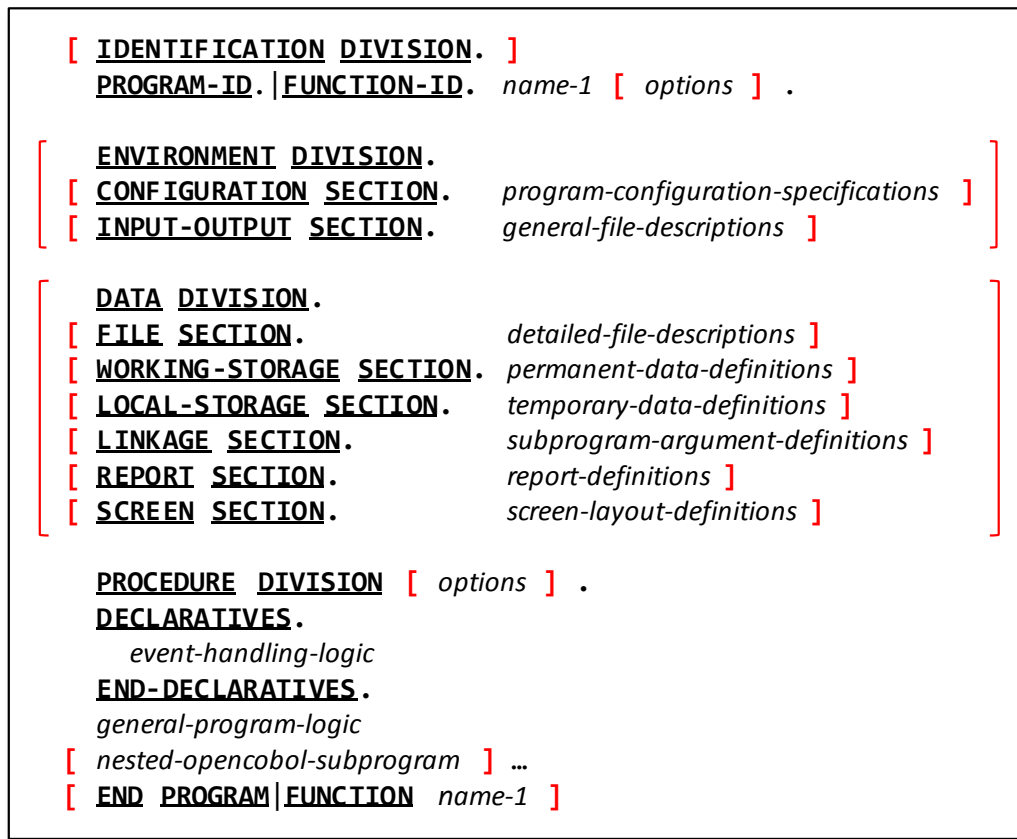 [ IDENTIFICATION DIVISION. ]
PROGRAM-ID.|FUNCTION-ID. name-1 [ options ] .
ENVIRONMENT DIVISION.
[ CONFIGURATION SECTION. program-configuration-specifications ]
[ INPUT-OUTPUT SECTION. general-file-descriptions ]
DATA DIVISION.
[ FILE SECTION. detailed-file-descriptions ]
[ WORKING-STORAGE SECTION. permanent-data-definitions ]
[ LOCAL-STORAGE SECTION. temporary-data-definitions ]
[ LINKAGE SECTION. subprogram-argument-definitions ]
[ REPORT SECTION. report-definitions ]
[ SCREEN SECTION. screen-layout-definitions ]
PROCEDURE DIVISION [ options ] .
DECLARATIVES.
event-handling-logic
END-DECLARATIVES.
general-program-logic
[ nested-opencobol-subprogram ] …
[ END PROGRAM|FUNCTION name-1 ]